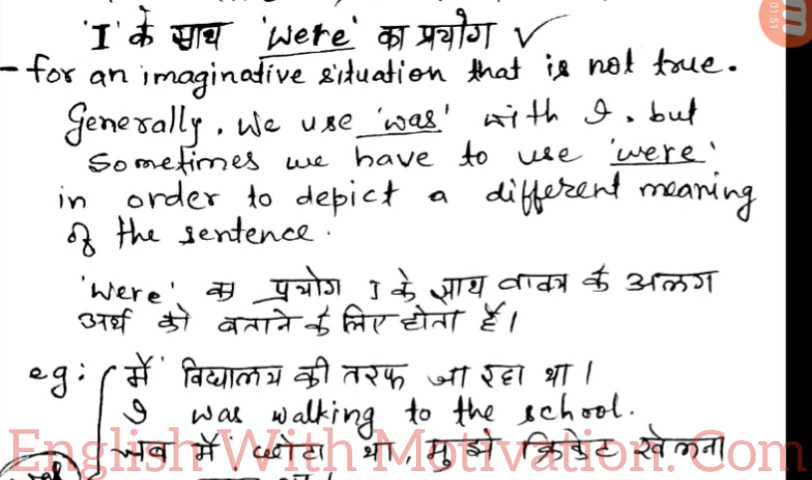 'I' के साथ 'were' का प्रयोग ✓
- for an imaginative situation that is not true.
Generally, we use 'was' with I, but
sometimes we have to use 'were'
in order to depict a different meaning
of the sentence.
'were' का प्रयोग I के साथ वाक्य के अलग
अर्थ को बताने के लिए होता हैं।
eg: मैं विद्यालय की तरफ जा रहा था।
I was walking to the school.
जब मैं छोटा था, मुझे क्रिकेट खेलना
English With Motivation. Com
01:51